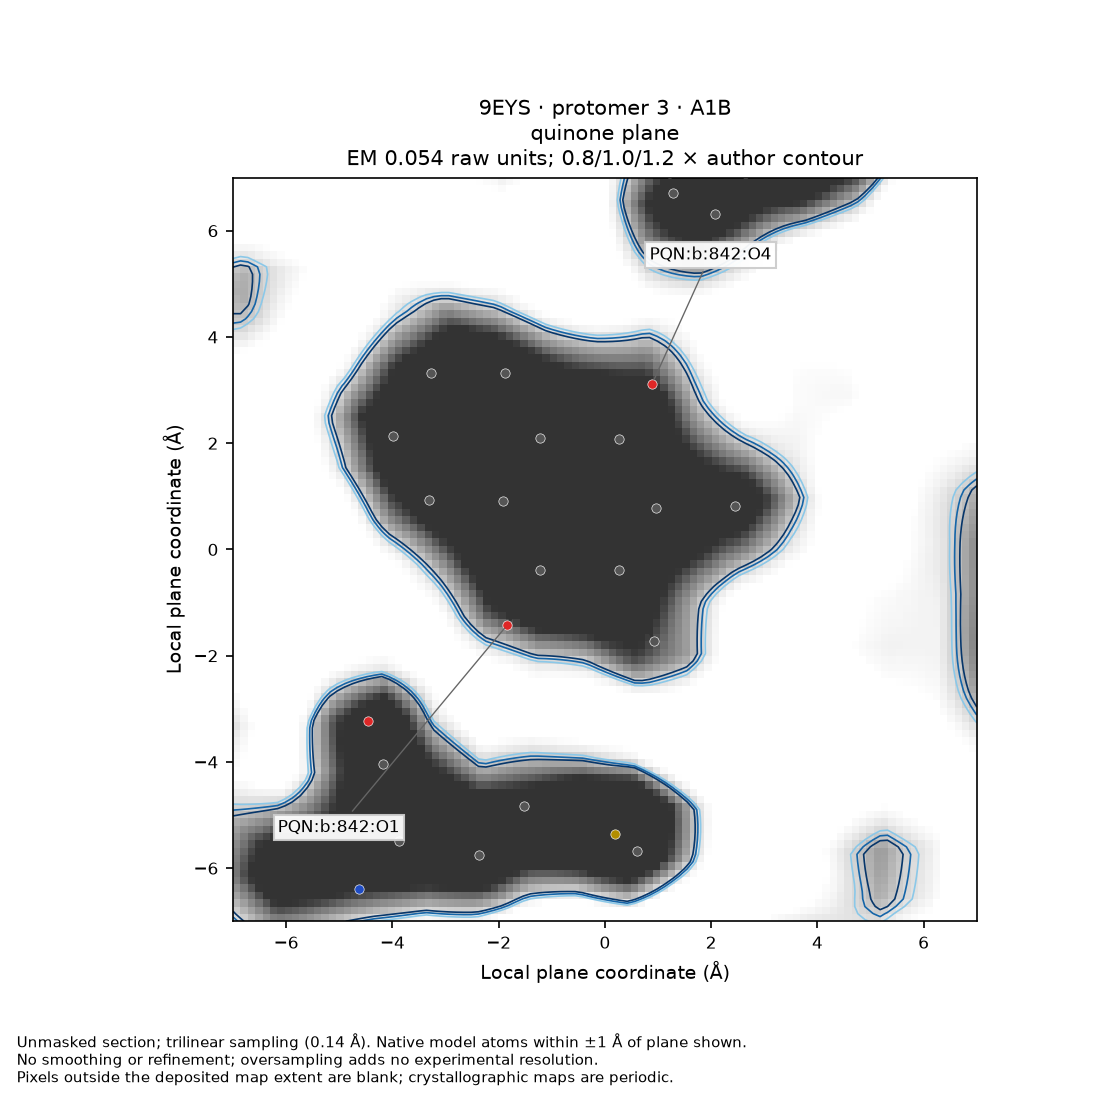 9EYS · protomer 3 · A1B
quinone plane
EM 0.054 raw units; 0.8/1.0/1.2 × author contour
6
PQN:b:842:O4
4
2
Local plane coordinate (Å)
0
−2
−4
PQN:b:842:O1
−6
−6 −4 −2 0 2 4 6
Local plane coordinate (Å)
Unmasked section; trilinear sampling (0.14 Å). Native model atoms within ±1 Å of plane shown.
No smoothing or refinement; oversampling adds no experimental resolution.
Pixels outside the deposited map extent are blank; crystallographic maps are periodic.